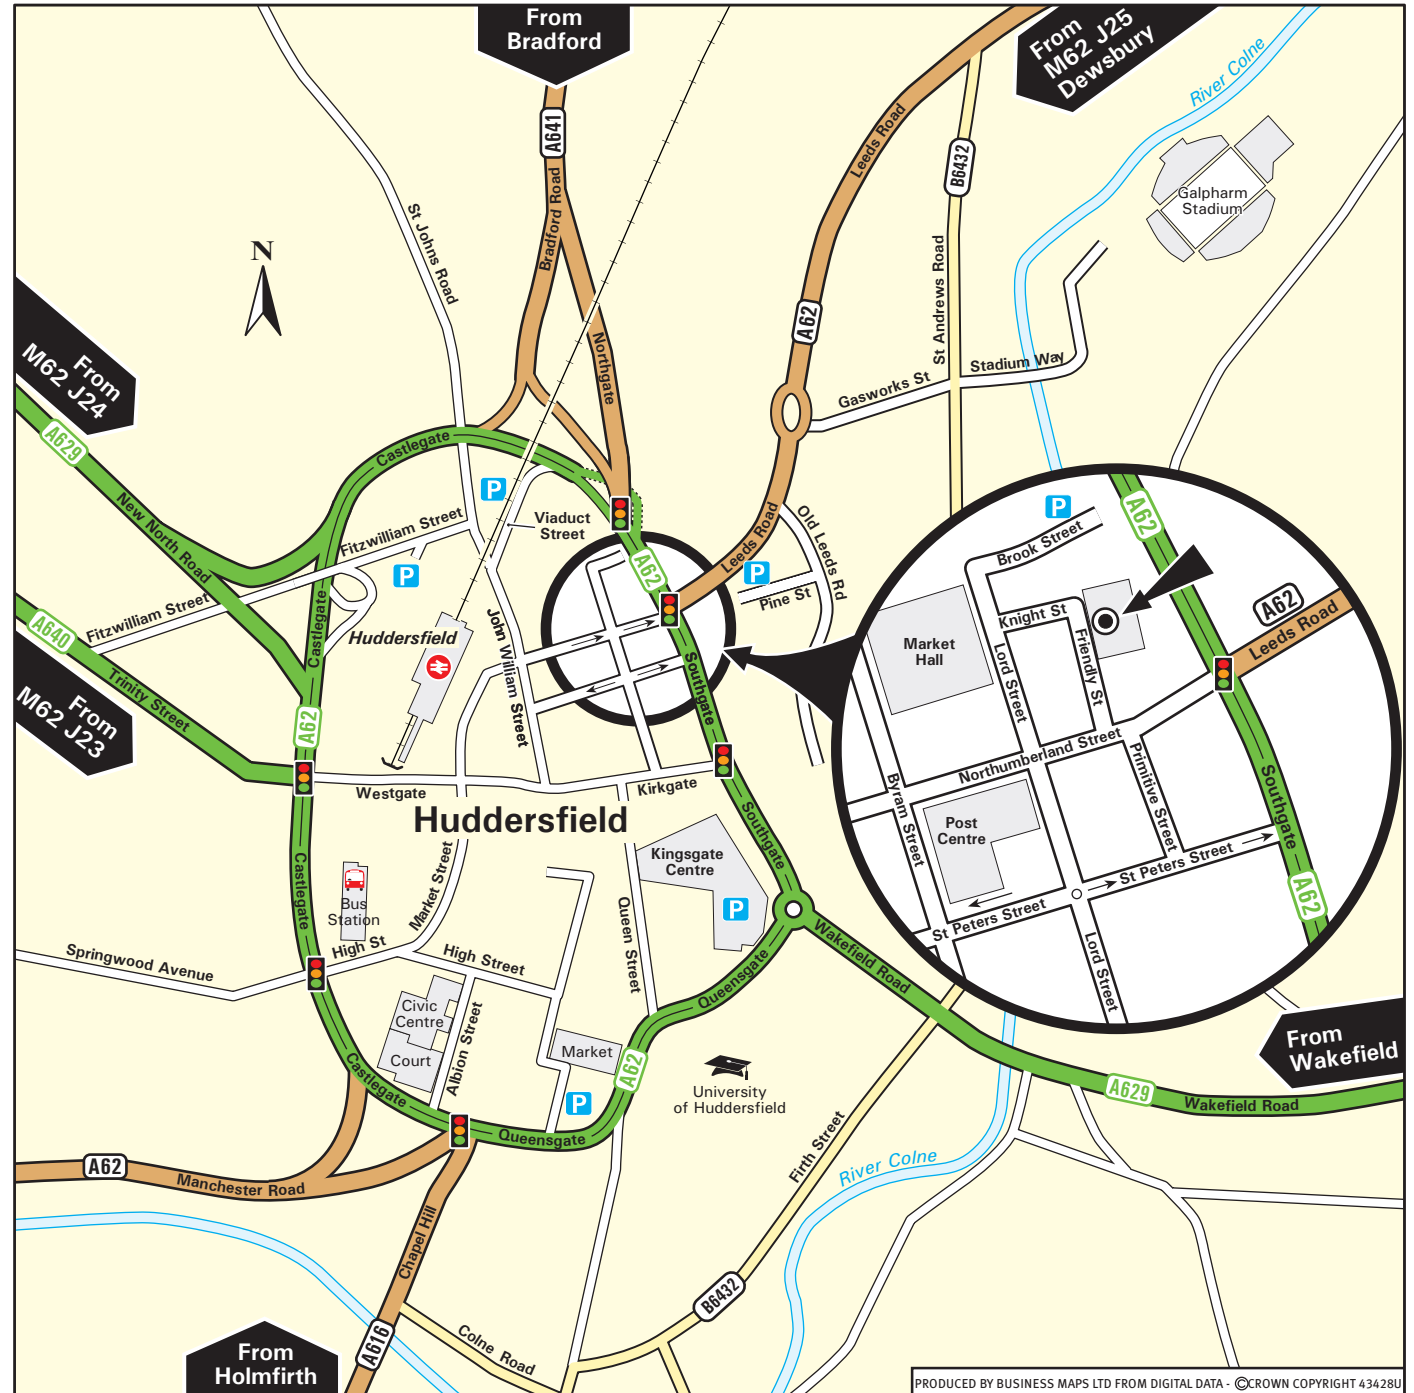 From
Bradford
From
M62 J25
Dewsbury
River Colne
A641
Leeds Road
B6432
Galpharm
Stadium
Bradford Road
St Johns Road
N
St Andrews Road
A62
Northgate
From
M62 J24
Stadium Way
Gasworks St
A629
Castlegate
New North Road
P
Viaduct
Street
Fitzwilliam Street
P
A62
Leeds Road
P
Old Leeds Rd
Pine St
Fitzwilliam Street
A640
Castlegate
Huddersfield
John William Street
Trinity Street
From
M62 J23
A62
Southgate
Westgate
Kirkgate
Huddersfield
Southgate
P
Brook Street
A62
Knight St
Market
Hall
Friendly St
Lord Street
A62
Leeds Road
Northumberland Street
Byram Street
Primitive Street
Southgate
Post
Centre
St Peters Street
St Peters Street
A62
Lord Street
Castlegate
Market Street
Kingsgate
Centre
P
Bus
Station
Queen Street
High St
High Street
Springwood Avenue
Wakefield Road
Queensgate
Civic
Centre
Court
Albion Street
Market
A62
P
University
of Huddersfield
From
Wakefield
A629
Wakefield Road
Castlegate
Queensgate
Firth Street
River Colne
A62
Manchester Road
Chapel Hill
B6432
Colne Road
A616
From
Holmfirth
PRODUCED BY BUSINESS MAPS LTD FROM DIGITAL DATA - ©CROWN COPYRIGHT 43428U